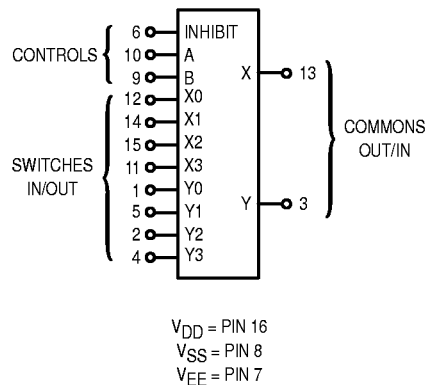 CONTROLS
SWITCHES
IN/OUT
6 INHIBIT
10 A
9 B
12 X0
14 X1
15 X2
11 X3
1 Y0
5 Y1
2 Y2
4 Y3
X 13
Y 3
COMMONS
OUT/IN
VDD = PIN 16
VSS = PIN 8
VEE = PIN 7